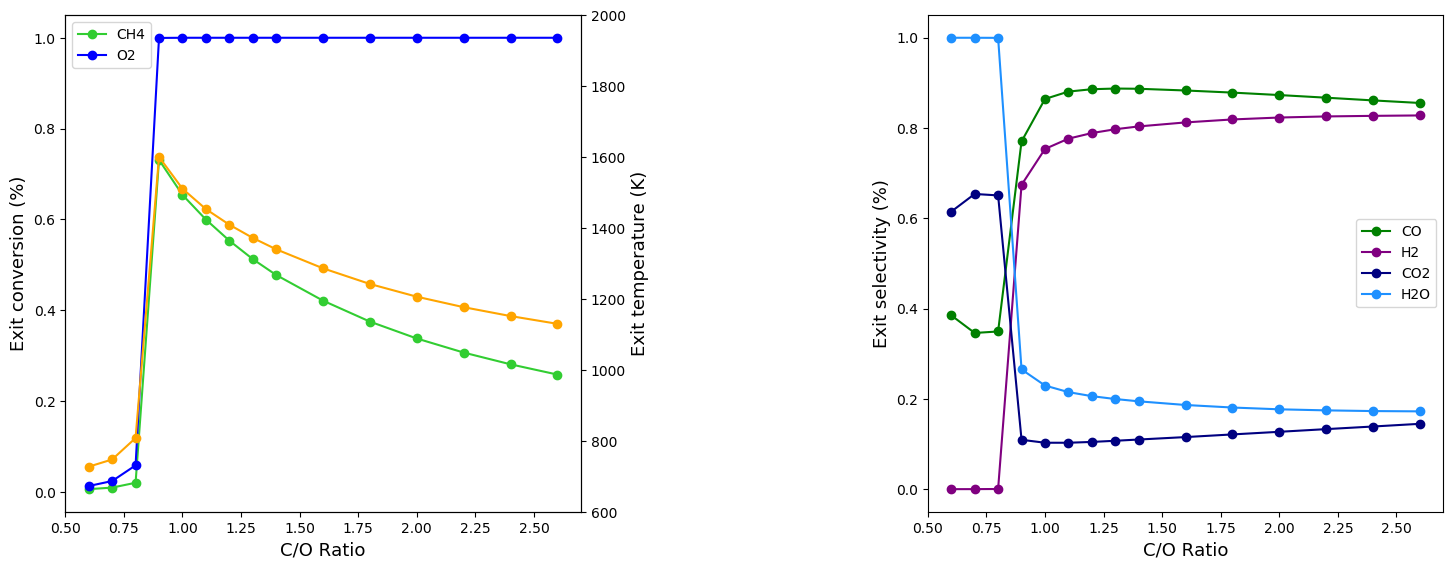 CH4
O2
1.0
0.8
0.6
0.4
0.2
0.0
Exit conversion (%)
0.50 0.75 1.00 1.25 1.50 1.75 2.00 2.25 2.50
C/O Ratio
2000
1800
1600
1400
1200
1000
800
600
Exit temperature (K)
1.0
0.8
0.6
0.4
0.2
0.0
Exit selectivity (%)
CO
H2
CO2
H2O
0.50 0.75 1.00 1.25 1.50 1.75 2.00 2.25 2.50
C/O Ratio